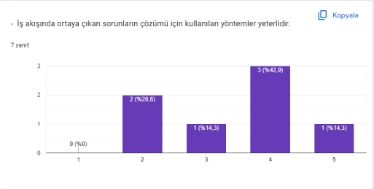 Kopyala
- İş akışında ortaya çıkan sorunların çözümü için kullanılan yöntemler yeterlidir.
7 yanıt
3
3 (%42,9)
2
2 (%28,6)
1
1 (%14,3)
1 (%14,3)
0
0 (%0)
1 2 3 4 5